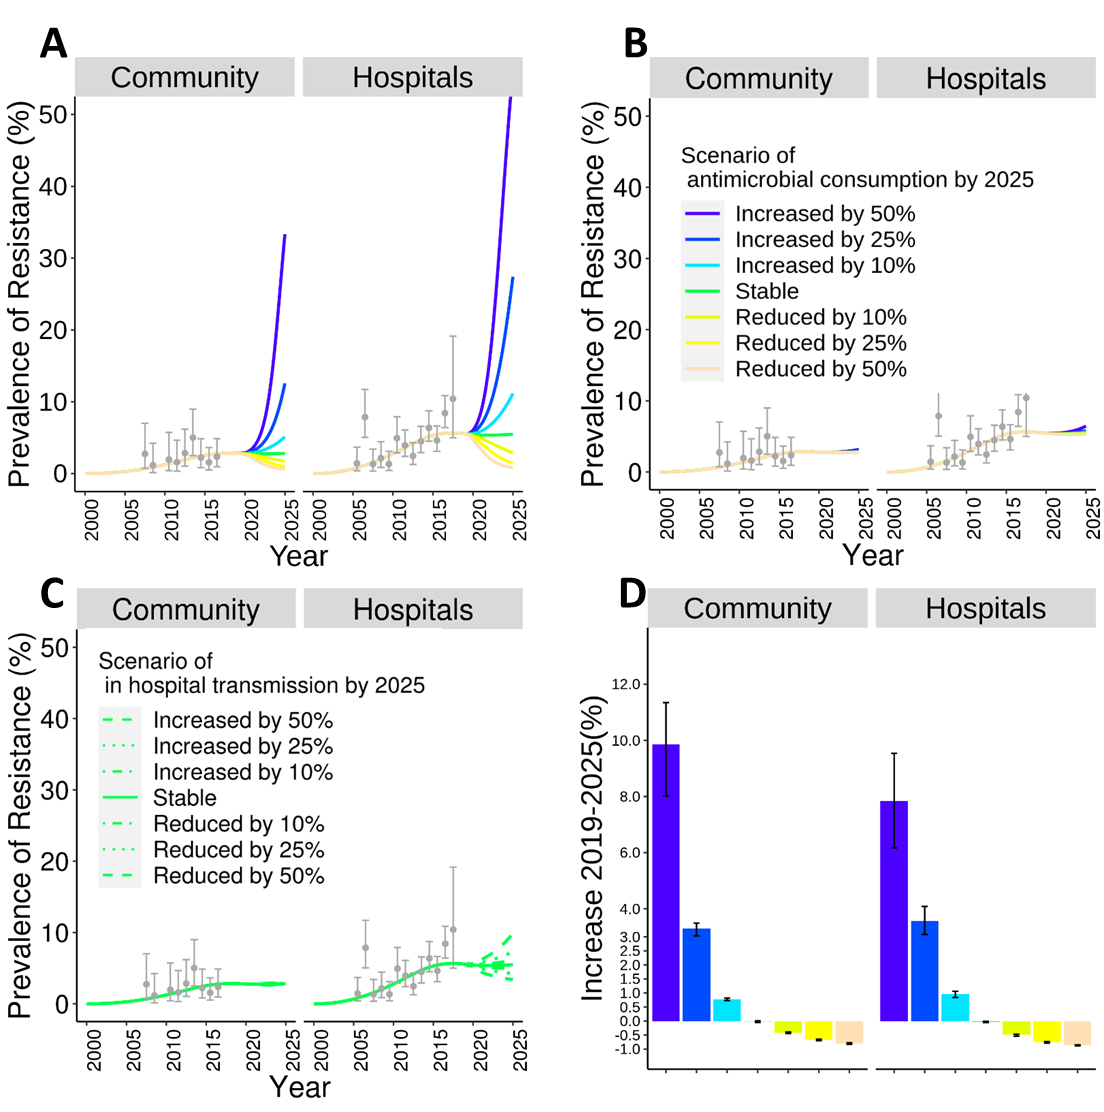 A
Community
Hospitals
Prevalence of Resistance (%)
50
40
30
20
10
0
2000
2005
2010
2015
2020
2025
2000
2005
2010
2015
2020
2025
Year
B
Community
Hospitals
Prevalence of Resistance (%)
50
40
30
20
10
0
Scenario of
antimicrobial consumption by 2025
Increased by 50%
Increased by 25%
Increased by 10%
Stable
Reduced by 10%
Reduced by 25%
Reduced by 50%
2000
2005
2010
2015
2020
2025
2000
2005
2010
2015
2020
2025
Year
C
Community
Hospitals
Prevalence of Resistance (%)
50
40
30
20
10
0
Scenario of
in hospital transmission by 2025
Increased by 50%
Increased by 25%
Increased by 10%
Stable
Reduced by 10%
Reduced by 25%
Reduced by 50%
2000
2005
2010
2015
2020
2025
2000
2005
2010
2015
2020
2025
Year
D
Community
Hospitals
Increase 2019-2025(%)
12.0
10.0
8.0
6.0
4.0
3.0
2.5
2.0
1.5
1.0
0.5
0.0
-0.5
-1.0